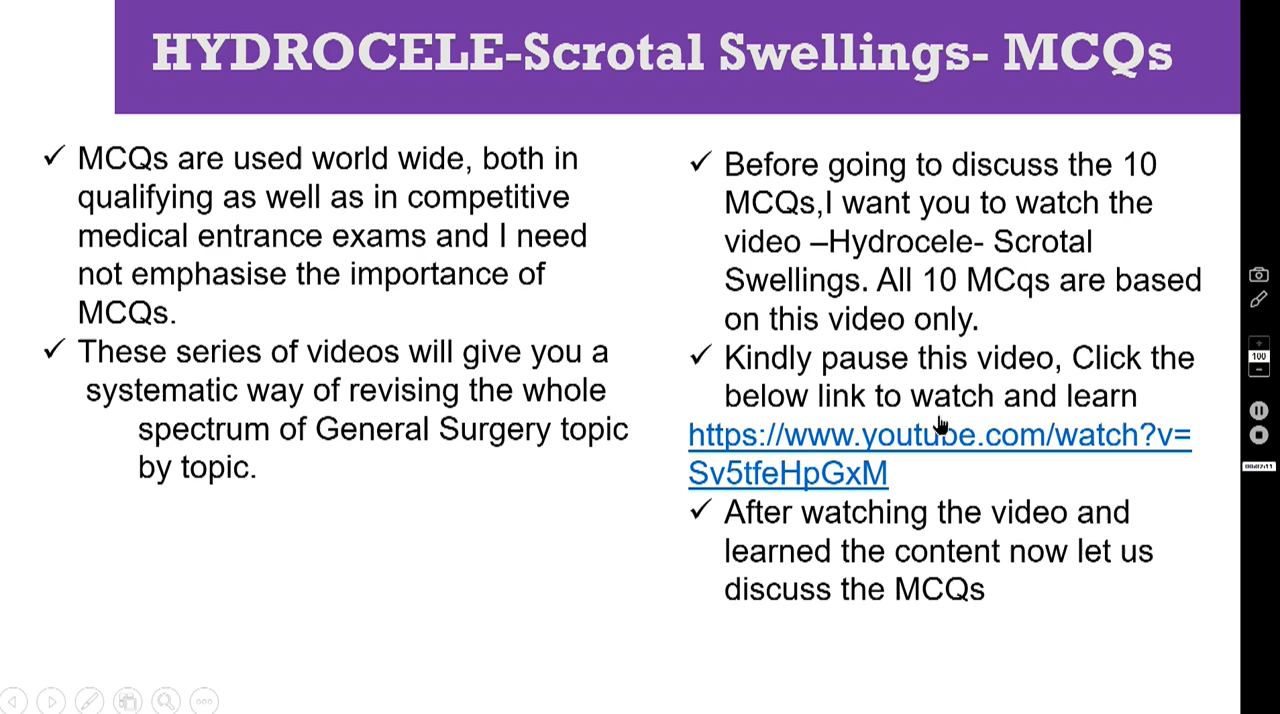 HYDROCELE-Scrotal Swellings- MCQs
✓ MCQs are used world wide, both in
qualifying as well as in competitive
medical entrance exams and I need
not emphasise the importance of
MCQs.
✓ These series of videos will give you a
systematic way of revising the whole
spectrum of General Surgery topic
by topic.
✓ Before going to discuss the 10
MCQs,I want you to watch the
video –Hydrocele- Scrotal
Swellings. All 10 MCqs are based
on this video only.
✓ Kindly pause this video, Click the
below link to watch and learn
https://www.youtube.com/watch?v=
Sv5tfeHpGxM
✓ After watching the video and
learned the content now let us
discuss the MCQs
100